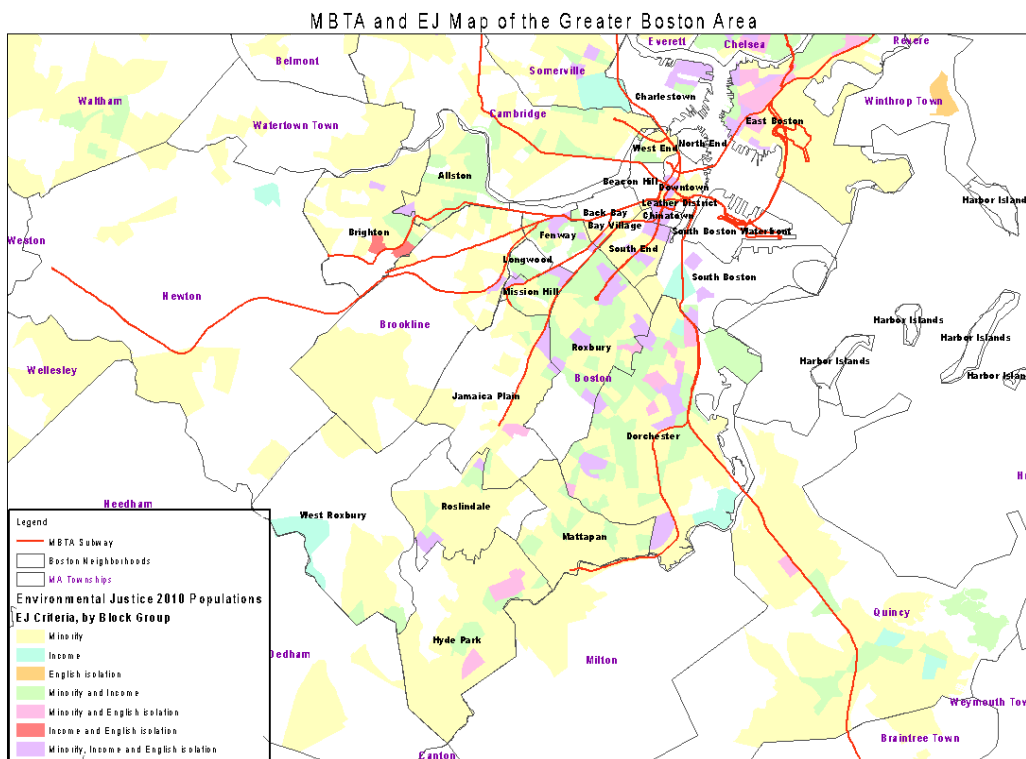 MBTA and EJ Map of the Greater Boston Area
Everett
Chelsea
Revere
Belmont
Somerville
Waltham
Charlestown
Winthrop Town
Watertown Town
Cambridge
East Boston
West End
North End
Allston
Beacon Hill
Downtown
Harbor Islands
Leather District
Back Bay
Chinatown
Weston
Brighton
Fenway
Bay Village
South Boston Waterfront
South End
Longwood
South Boston
Newton
Mission Hill
Brookline
Harbor Islands
Harbor Islands
Roxbury
Harbor Islands
Wellesley
Boston
Harbor Islan
Jamaica Plain
Dorchester
Needham
West Roxbury
Roslindale
Mattapan
Quincy
Hyde Park
Dedham
Milton
Weymouth Tow
Braintree Town
Canton
Legend
MBTA Subway
Boston Neighborhoods
MA Townships
Environmental Justice 2010 Populations
EJ Criteria, by Block Group
Minority
Income
English isolation
Minority and Income
Minority and English isolation
Income and English isolation
Minority, Income and English isolation